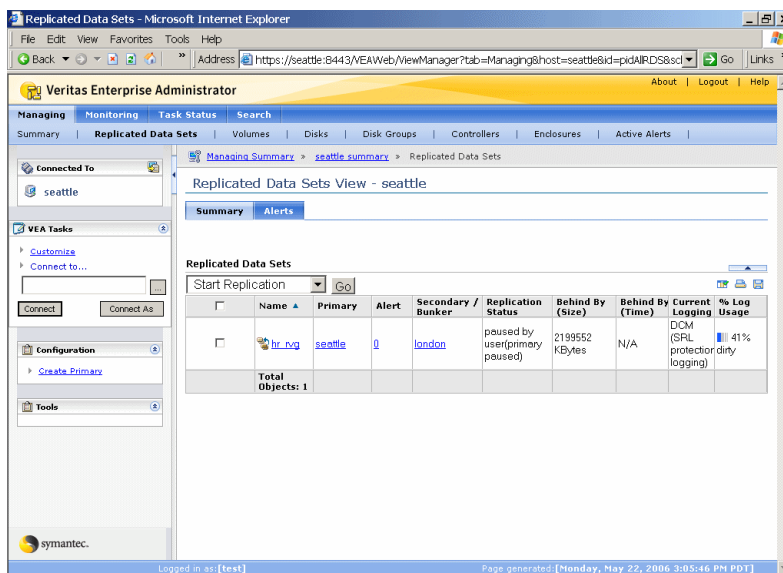 Replicated Data Sets - Microsoft Internet Explorer
File Edit View Favorites Tools Help
Back Address https://seattle:8443/VEAWeb/ViewManager?tab=Managing&host=seattle&id=pidAllRDS&scl Go Links
Veritas Enterprise Administrator
About | Logout | Help
Managing Monitoring Task Status Search
Summary | Replicated Data Sets | Volumes | Disks | Disk Groups | Controllers | Enclosures | Active Alerts |
Connected To
seattle
VEA Tasks
Customize
Connect to...
...
Connect Connect As
Configuration
Create Primary
Tools
symantec.
Managing Summary » seattle summary » Replicated Data Sets
Replicated Data Sets View - seattle
Summary Alerts
Replicated Data Sets
Start Replication Go
Name Primary Alert Secondary / Bunker Replication Status Behind By (Size) Behind By (Time) Current Logging % Log Usage
hr_rvg seattle 0 london paused by user(primary paused) 2199552 KBytes N/A DCM (SRL protection logging) 41% dirty
Total Objects: 1
Logged in as:[test] Page generated:[Monday, May 22, 2006 3:05:46 PM PDT]